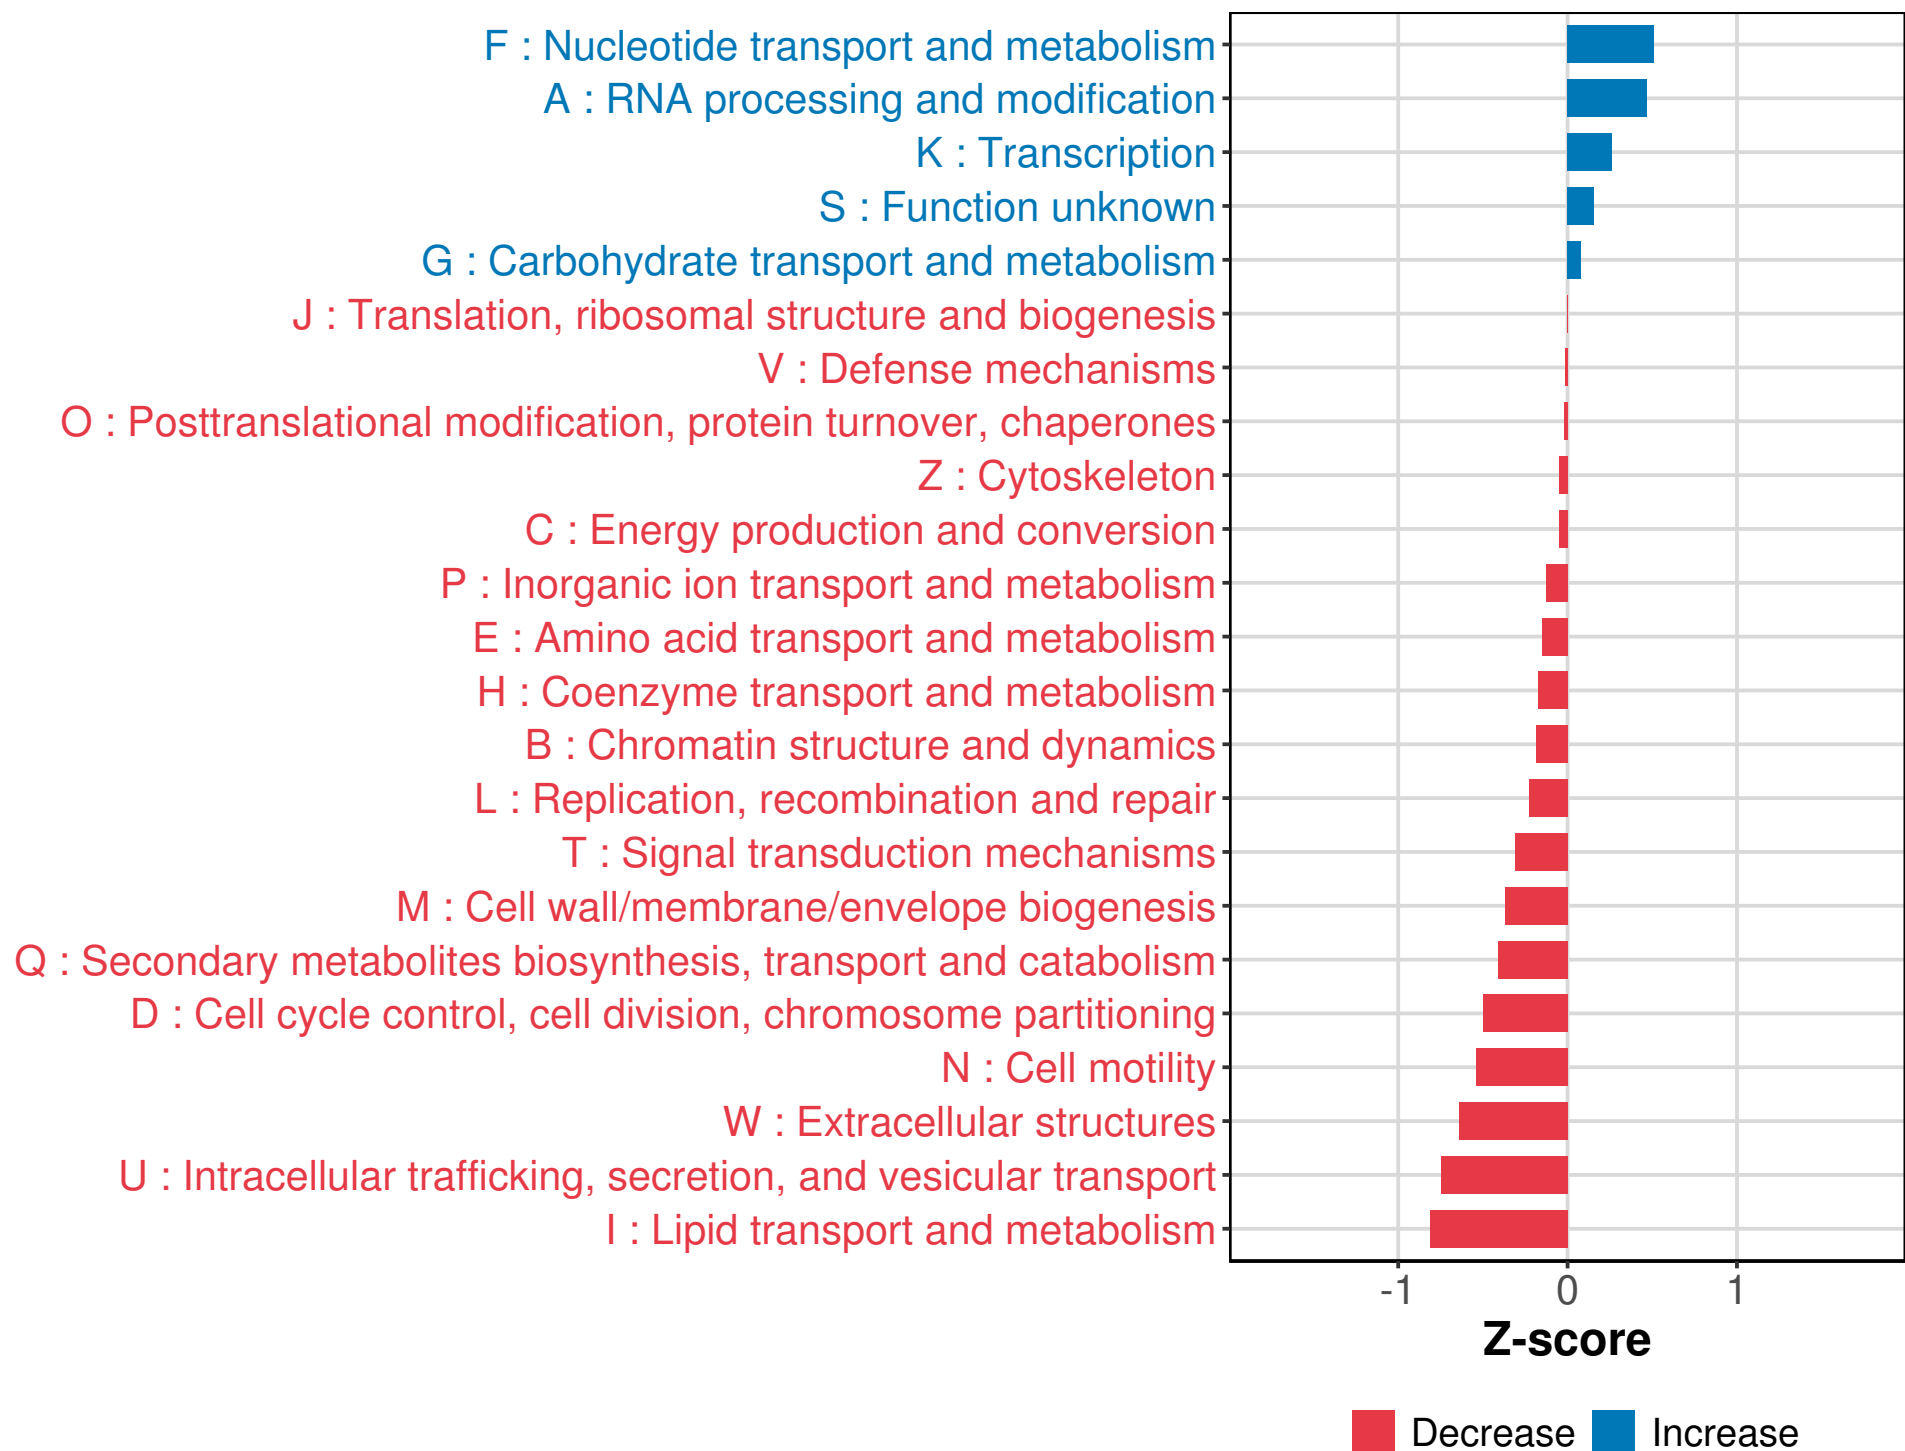 F : Nucleotide transport and metabolism
A : RNA processing and modification
K : Transcription
S : Function unknown
G : Carbohydrate transport and metabolism
J : Translation, ribosomal structure and biogenesis
V : Defense mechanisms
O : Posttranslational modification, protein turnover, chaperones
Z : Cytoskeleton
C : Energy production and conversion
P : Inorganic ion transport and metabolism
E : Amino acid transport and metabolism
H : Coenzyme transport and metabolism
B : Chromatin structure and dynamics
L : Replication, recombination and repair
T : Signal transduction mechanisms
M : Cell wall/membrane/envelope biogenesis
Q : Secondary metabolites biosynthesis, transport and catabolism
D : Cell cycle control, cell division, chromosome partitioning
N : Cell motility
W : Extracellular structures
U : Intracellular trafficking, secretion, and vesicular transport
I : Lipid transport and metabolism
-1 0 1
Z-score
Decrease Increase